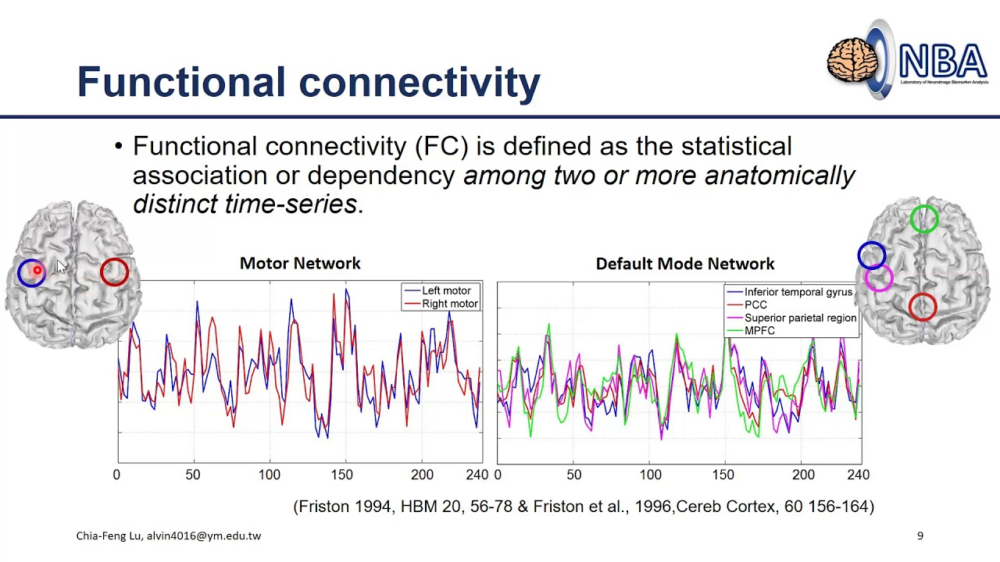 NBA
Laboratory of Neuroimage Biomarker Analysis
Functional connectivity
• Functional connectivity (FC) is defined as the statistical
association or dependency among two or more anatomically
distinct time-series.
Motor Network
Left motor
Right motor
0 50 100 150 200 240
Default Mode Network
Inferior temporal gyrus
PCC
Superior parietal region
MPFC
0 50 100 150 200 240
(Friston 1994, HBM 20, 56-78 & Friston et al., 1996,Cereb Cortex, 60 156-164)
Chia-Feng Lu, alvin4016@ym.edu.tw
9